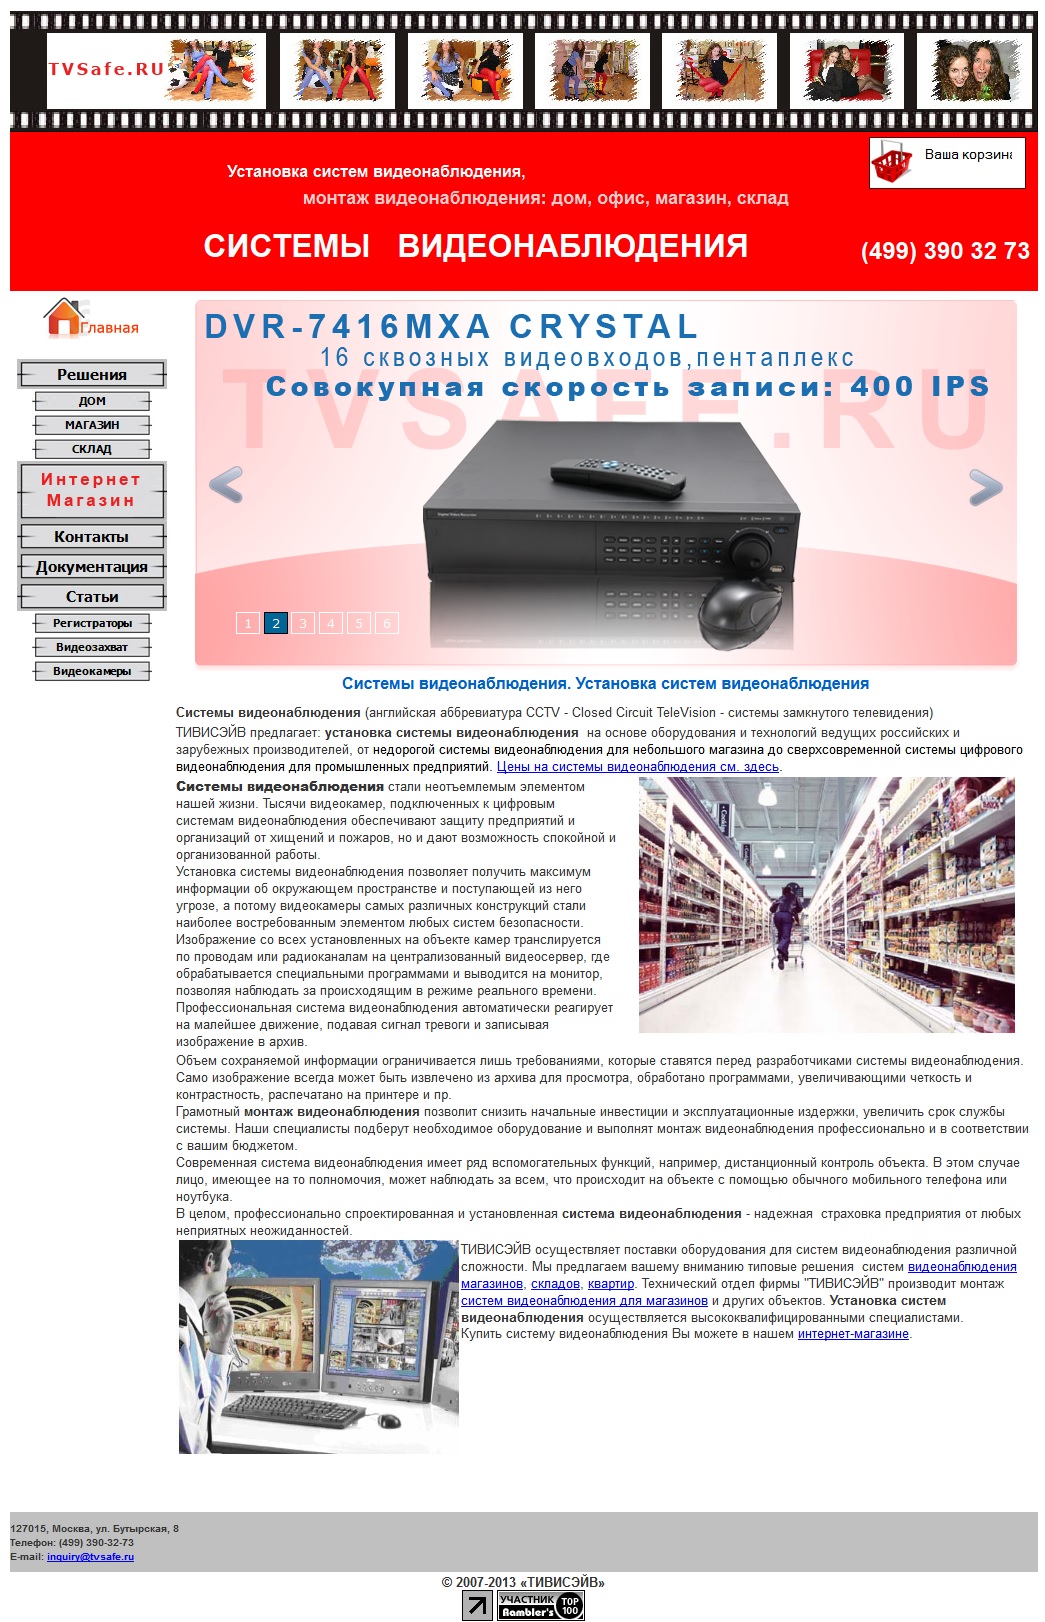 TVSafe.RU
Ваша корзина
Установка систем видеонаблюдения,
монтаж видеонаблюдения: дом, офис, магазин, склад
СИСТЕМЫ ВИДЕОНАБЛЮДЕНИЯ
(499) 390 32 73
Главная
Решения
ДОМ
МАГАЗИН
СКЛАД
Интернет
Магазин
Контакты
Документация
Статьи
Регистраторы
Видеозахват
Видеокамеры
DVR-7416MXA CRYSTAL
16 сквозных видеовходов,пентаплекс
Совокупная скорость записи: 400 IPS
TVSAFE.RU
1 2 3 4 5 6
Системы видеонаблюдения. Установка систем видеонаблюдения
Системы видеонаблюдения (английская аббревиатура CCTV - Closed Circuit TeleVision - системы замкнутого телевидения)
ТИВИСЭЙВ предлагает: установка системы видеонаблюдения на основе оборудования и технологий ведущих российских и
зарубежных производителей, от недорогой системы видеонаблюдения для небольшого магазина до сверхсовременной системы цифрового
видеонаблюдения для промышленных предприятий. Цены на системы видеонаблюдения см. здесь.
Системы видеонаблюдения стали неотъемлемым элементом
нашей жизни. Тысячи видеокамер, подключенных к цифровым
системам видеонаблюдения обеспечивают защиту предприятий и
организаций от хищений и пожаров, но и дают возможность спокойной и
организованной работы.
Установка системы видеонаблюдения позволяет получить максимум
информации об окружающем пространстве и поступающей из него
угрозе, а потому видеокамеры самых различных конструкций стали
наиболее востребованным элементом любых систем безопасности.
Изображение со всех установленных на объекте камер транслируется
по проводам или радиоканалам на централизованный видеосервер, где
обрабатывается специальными программами и выводится на монитор,
позволяя наблюдать за происходящим в режиме реального времени.
Профессиональная система видеонаблюдения автоматически реагирует
на малейшее движение, подавая сигнал тревоги и записывая
изображение в архив.
Объем сохраняемой информации ограничивается лишь требованиями, которые ставятся перед разработчиками системы видеонаблюдения.
Само изображение всегда может быть извлечено из архива для просмотра, обработано программами, увеличивающими четкость и
контрастность, распечатано на принтере и пр.
Грамотный монтаж видеонаблюдения позволит снизить начальные инвестиции и эксплуатационные издержки, увеличить срок службы
системы. Наши специалисты подберут необходимое оборудование и выполнят монтаж видеонаблюдения профессионально и в соответствии
с вашим бюджетом.
Современная система видеонаблюдения имеет ряд вспомогательных функций, например, дистанционный контроль объекта. В этом случае
лицо, имеющее на то полномочия, может наблюдать за всем, что происходит на объекте с помощью обычного мобильного телефона или
ноутбука.
В целом, профессионально спроектированная и установленная система видеонаблюдения - надежная страховка предприятия от любых
неприятных неожиданностей.
ТИВИСЭЙВ осуществляет поставки оборудования для систем видеонаблюдения различной
сложности. Мы предлагаем вашему вниманию типовые решения систем видеонаблюдения
магазинов, складов, квартир. Технический отдел фирмы "ТИВИСЭЙВ" производит монтаж
систем видеонаблюдения для магазинов и других объектов. Установка систем
видеонаблюдения осуществляется высококвалифицированными специалистами.
Купить систему видеонаблюдения Вы можете в нашем интернет-магазине.
127015, Москва, ул. Бутырская, 8
Телефон: (499) 390-32-73
E-mail: inquiry@tvsafe.ru
© 2007-2013 «ТИВИСЭЙВ»
УЧАСТНИК
Rambler's
TOP
100